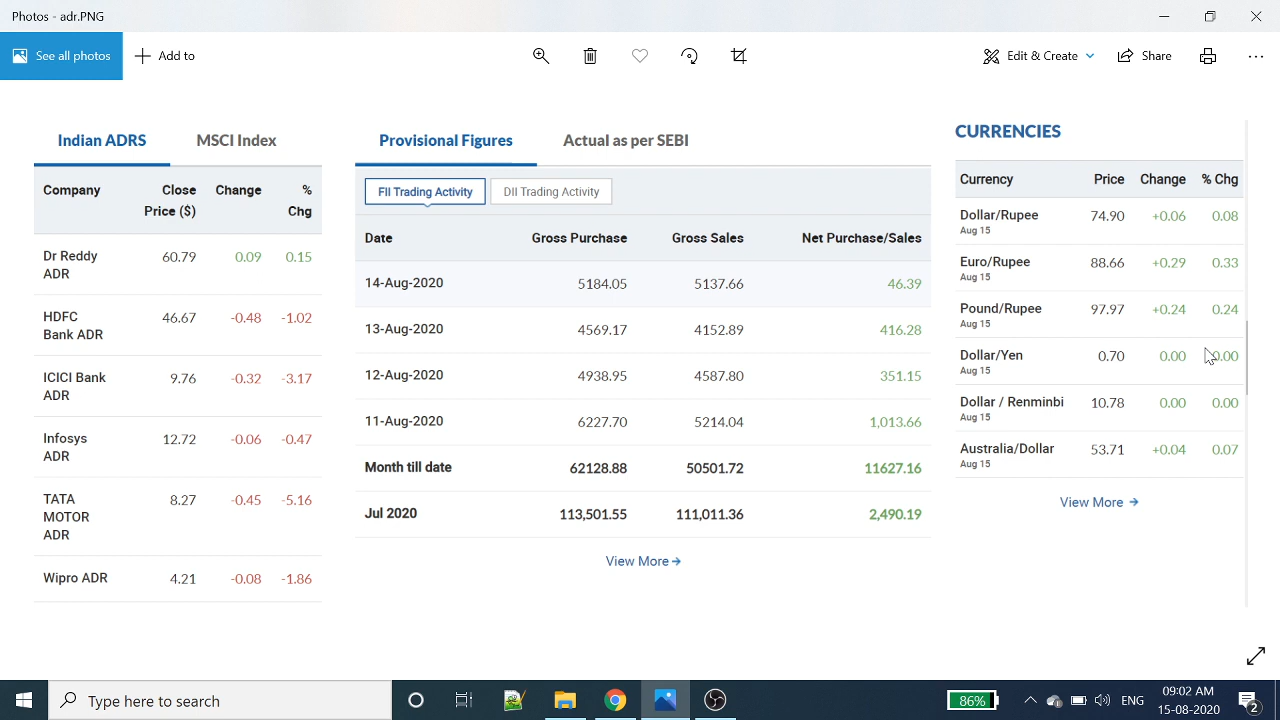 Photos - adr.PNG
See all photos
Add to
Edit & Create
Share
Indian ADRS MSCI Index
Company Close Price ($) Change % Chg
Dr Reddy ADR 60.79 0.09 0.15
HDFC Bank ADR 46.67 -0.48 -1.02
ICICI Bank ADR 9.76 -0.32 -3.17
Infosys ADR 12.72 -0.06 -0.47
TATA MOTOR ADR 8.27 -0.45 -5.16
Wipro ADR 4.21 -0.08 -1.86
Provisional Figures Actual as per SEBI
FII Trading Activity DII Trading Activity
Date Gross Purchase Gross Sales Net Purchase/Sales
14-Aug-2020 5184.05 5137.66 46.39
13-Aug-2020 4569.17 4152.89 416.28
12-Aug-2020 4938.95 4587.80 351.15
11-Aug-2020 6227.70 5214.04 1,013.66
Month till date 62128.88 50501.72 11627.16
Jul 2020 113,501.55 111,011.36 2,490.19
View More
CURRENCIES
Currency Price Change % Chg
Dollar/Rupee 74.90 +0.06 0.08
Aug 15
Euro/Rupee 88.66 +0.29 0.33
Aug 15
Pound/Rupee 97.97 +0.24 0.24
Aug 15
Dollar/Yen 0.70 0.00 0.00
Aug 15
Dollar / Renminbi 10.78 0.00 0.00
Aug 15
Australia/Dollar 53.71 +0.04 0.07
Aug 15
View More
Type here to search
86%
ENG
09:02 AM
15-08-2020
2